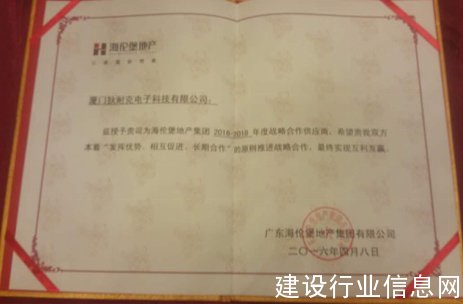 海伦堡地产
厦门狄耐克电子科技有限公司：
兹授予贵司为海伦堡地产集团 2016-2018 年度战略合作供应商，希望贵我双方
本着“发挥优势，相互促进，长期合作”的原则推进战略合作，最终实现互利互赢。
广东海伦堡地产集团有限公司
二〇一六年四月八日
建设行业信息网